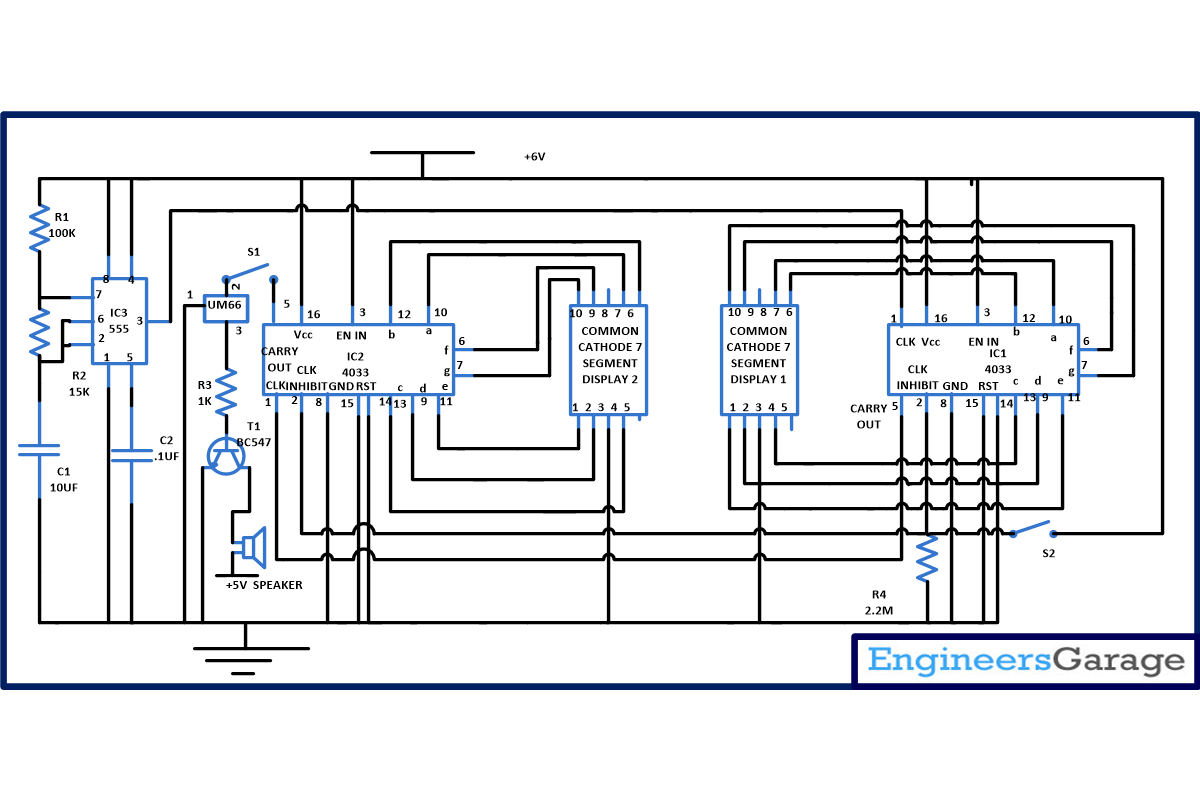 +6V
R1
100K
8
4
7
IC3
6
555
3
2
1
5
R2
15K
C1
10UF
C2
.1UF
S1
1
2
UM66
3
R3
1K
T1
BC547
+5V SPEAKER
5
16
3
12
10
Vcc
EN IN
b
a
CARRY
OUT
IC2
4033
CLK
CLK
INHIBIT
GND
RST
c
d
e
f
g
6
7
1
2
8
15
14
13
9
11
10
9
8
7
6
COMMON
CATHODE 7
SEGMENT
DISPLAY 2
1
2
3
4
5
10
9
8
7
6
COMMON
CATHODE 7
SEGMENT
DISPLAY 1
1
2
3
4
5
1
16
3
12
10
CLK
Vcc
EN IN
b
a
IC1
4033
CLK
INHIBIT
GND
RST
c
d
e
f
g
6
7
CARRY
OUT
5
2
8
15
14
13
9
11
S2
R4
2.2M
EngineersGarage